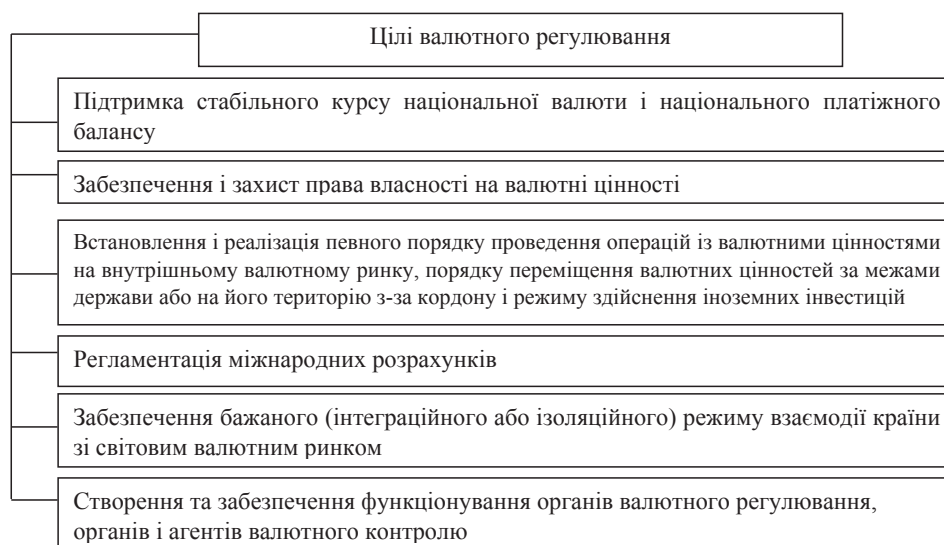 Цілі валютного регулювання
Підтримка стабільного курсу національної валюти і національного платіжного
балансу
Забезпечення і захист права власності на валютні цінності
Встановлення і реалізація певного порядку проведення операцій із валютними цінностями
на внутрішньому валютному ринку, порядку переміщення валютних цінностей за межами
держави або на його територію з-за кордону і режиму здійснення іноземних інвестицій
Регламентація міжнародних розрахунків
Забезпечення бажаного (інтеграційного або ізоляційного) режиму взаємодії країни
зі світовим валютним ринком
Створення та забезпечення функціонування органів валютного регулювання,
органів і агентів валютного контролю